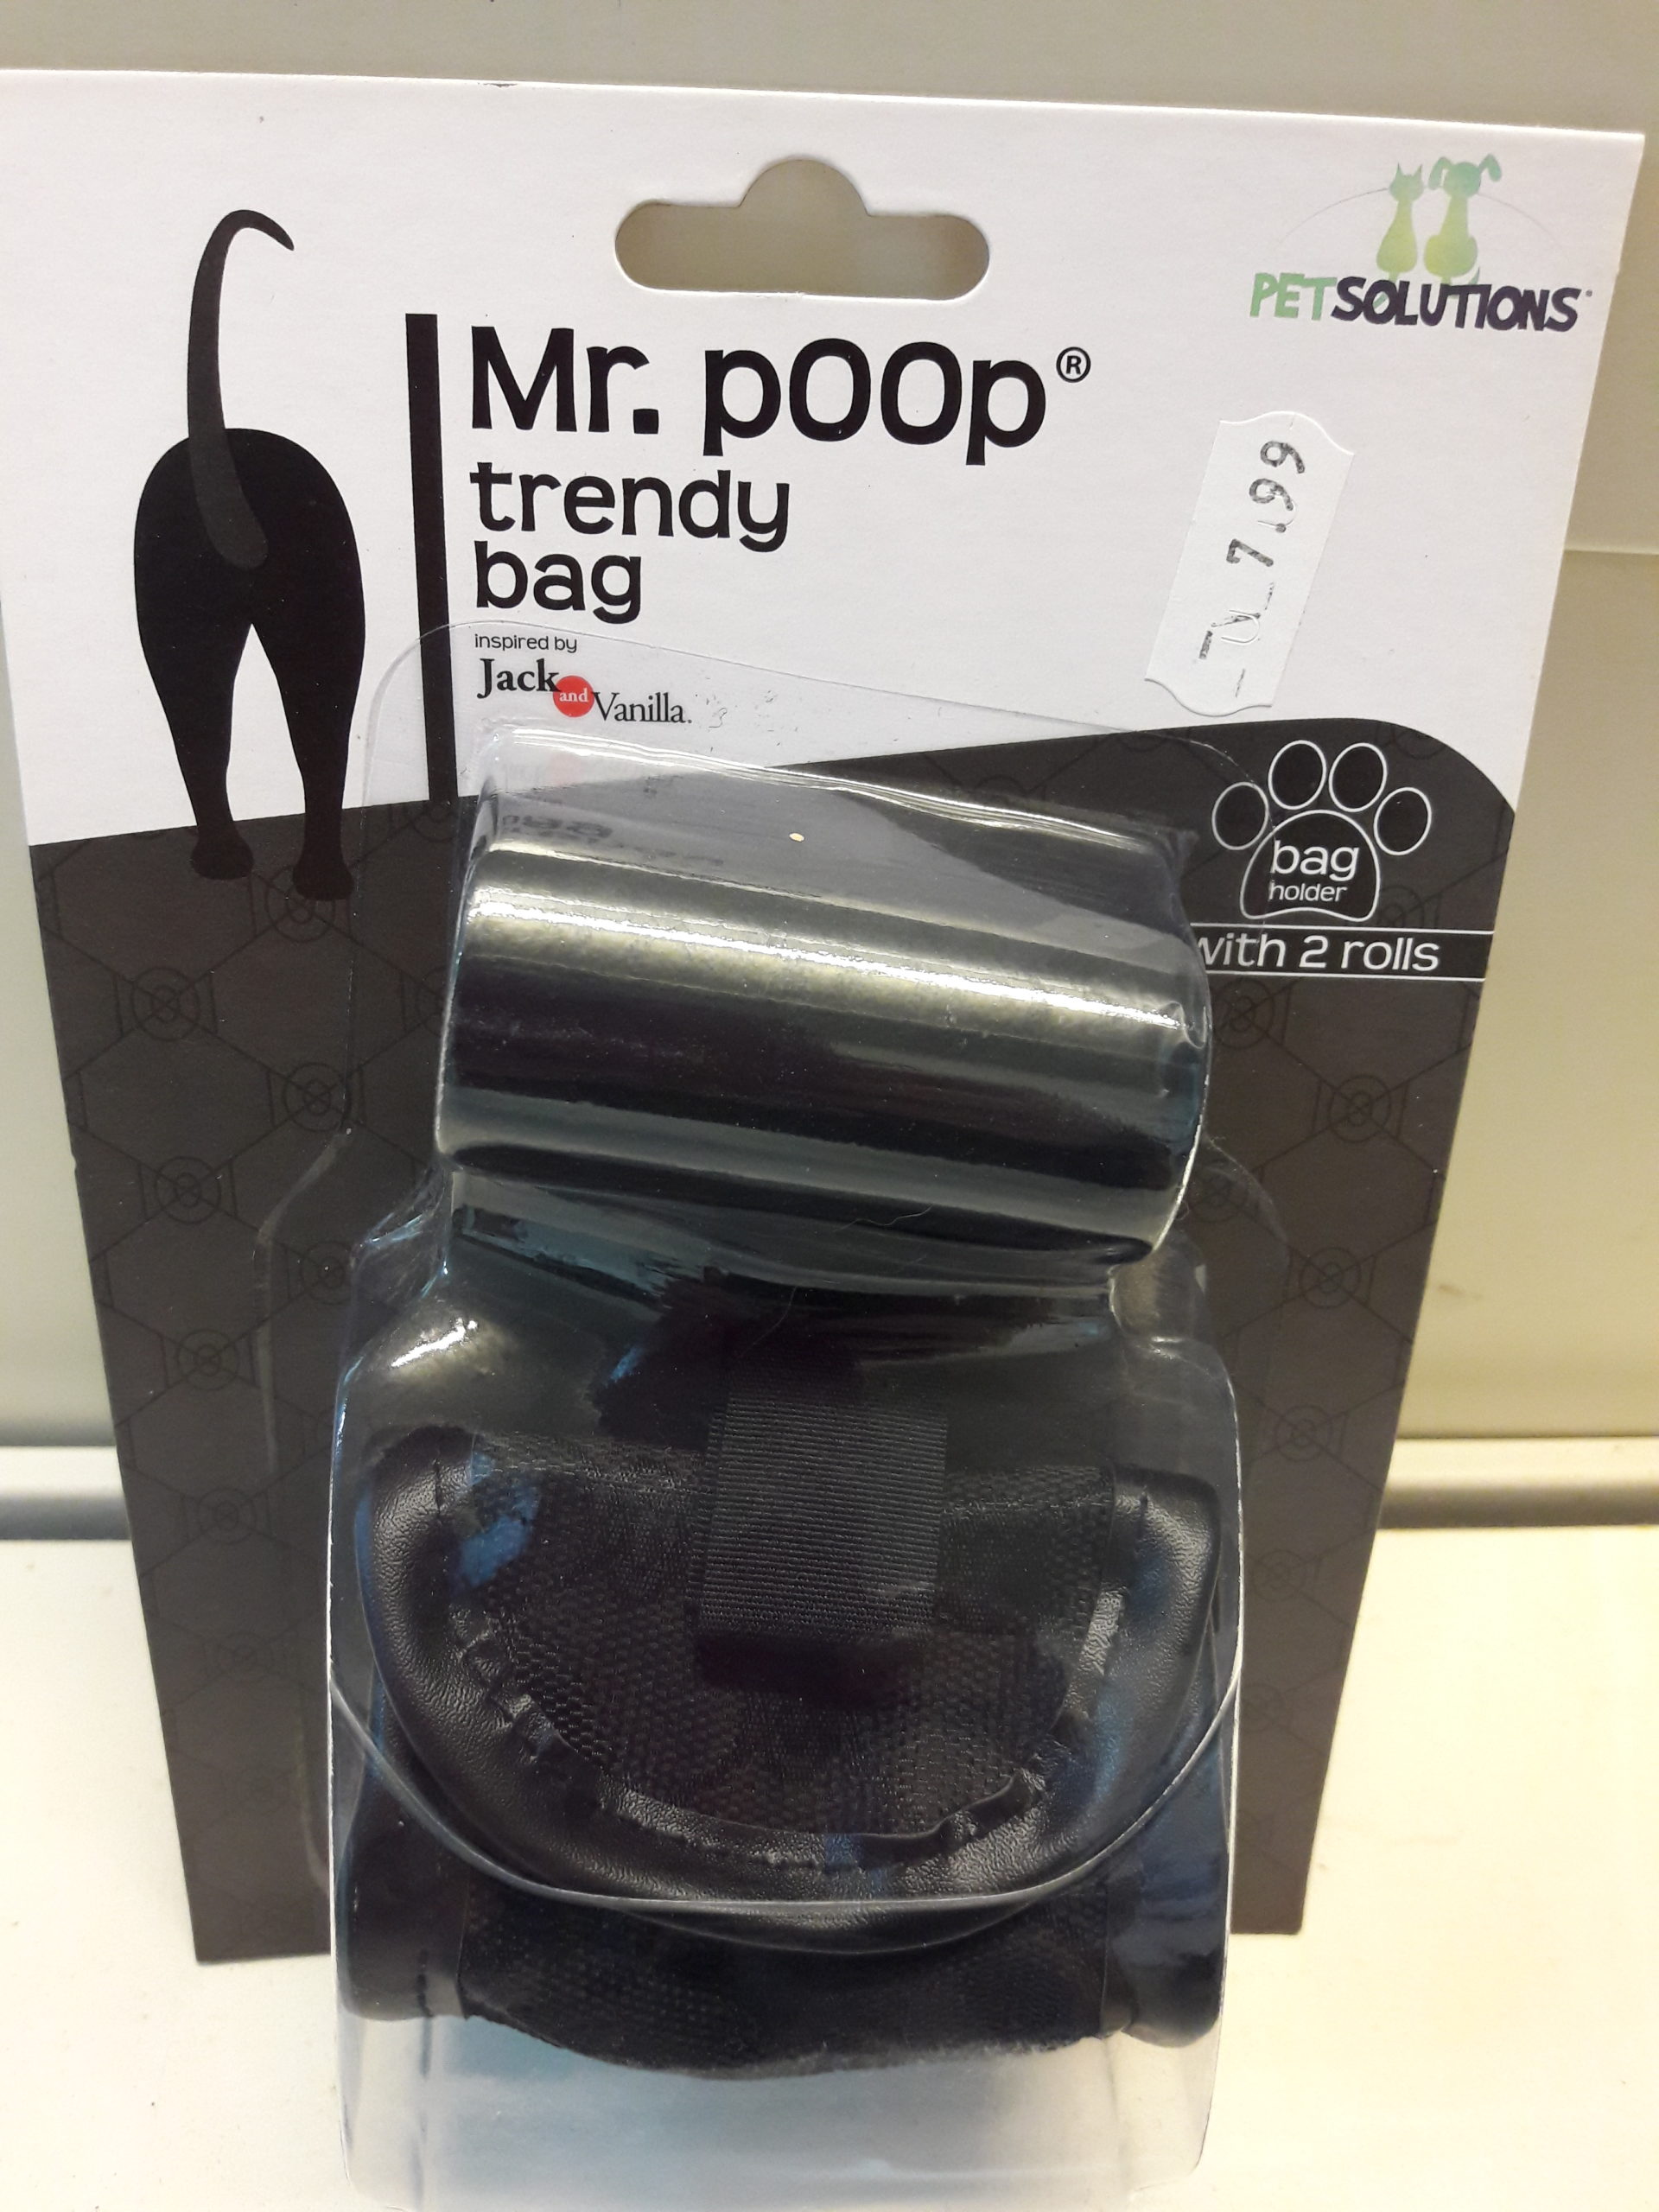 PETSOLUTIONS
Mr. pOOp®
trendy
bag
inspired by
Jack and Vanilla.
7.99
bag
holder
with 2 rolls